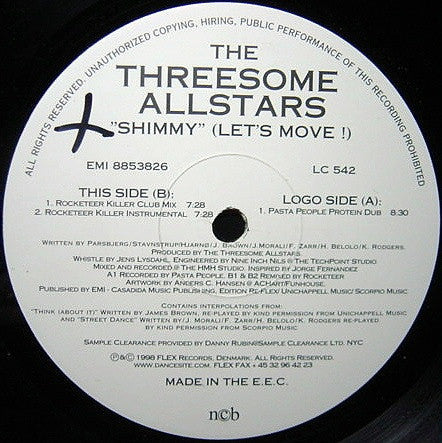 ALL RIGHTS RESERVED. UNAUTHORIZED COPYING, HIRING, PUBLIC PERFORMANCE OF THIS RECORDING PROHIBITED
THE
THREESOME
ALLSTARS
"SHIMMY" (LET'S MOVE !)
EMI 8853826
LC 542
THIS SIDE (B):
1. ROCKETEER KILLER CLUB MIX 7:28
2. ROCKETEER KILLER INSTRUMENTAL 7:28
LOGO SIDE (A):
1. PASTA PEOPLE PROTEIN DUB 8:30
WRITTEN BY PARSBJERG/STAVNSTRUP/HJARNØ/J. BROWN/J.MORALI/F. ZARR/H. BELOLO/K. RODGERS.
PRODUCED BY THE THREESOME ALLSTARS.
WHISTLE BY JENS LYSDAHL. ENGINEERED BY NINE INCH NILS @ THE TECHPOINT STUDIO
MIXED AND RECORDED @ THE HMH STUDIO. INSPIRED BY JORGE FERNANDEZ
A1 RECORDED BY PASTA PEOPLE, B1 & B2 REMIXED BY ROCKETEER
ARTWORK BY ANDERS C. HANSEN @ ACHART/FUNHOUSE.
PUBLISHED BY EMI - CASADIDA MUSIC PUBLISHING, EDITION RE-FLEX/ UNICHAPPELL MUSIC/ SCORPIO MUSIC
CONTAINS INTERPOLATIONS FROM:
"THINK (ABOUT IT)" WRITTEN BY JAMES BROWN, RE-PLAYED BY KIND PERMISSION FROM UNICHAPPELL MUSIC
AND "STREET DANCE" WRITTEN BY/ J. MORALI/F. ZARR/H. BELOLO/K. RODGERS RE-PLAYED
BY KIND PERMISSION FROM SCORPIO MUSIC
SAMPLE CLEARANCE PROVIDED BY DANNY RUBIN@SAMPLE CLEARANCE LTD. NYC
Ⓟ&© 1998 FLEX RECORDS, DENMARK. ALL RIGHTS RESERVED.
WWW.DANCESITE.COM. FLEX FAX + 45 32 96 42 23
MADE IN THE E.E.C.
n©b